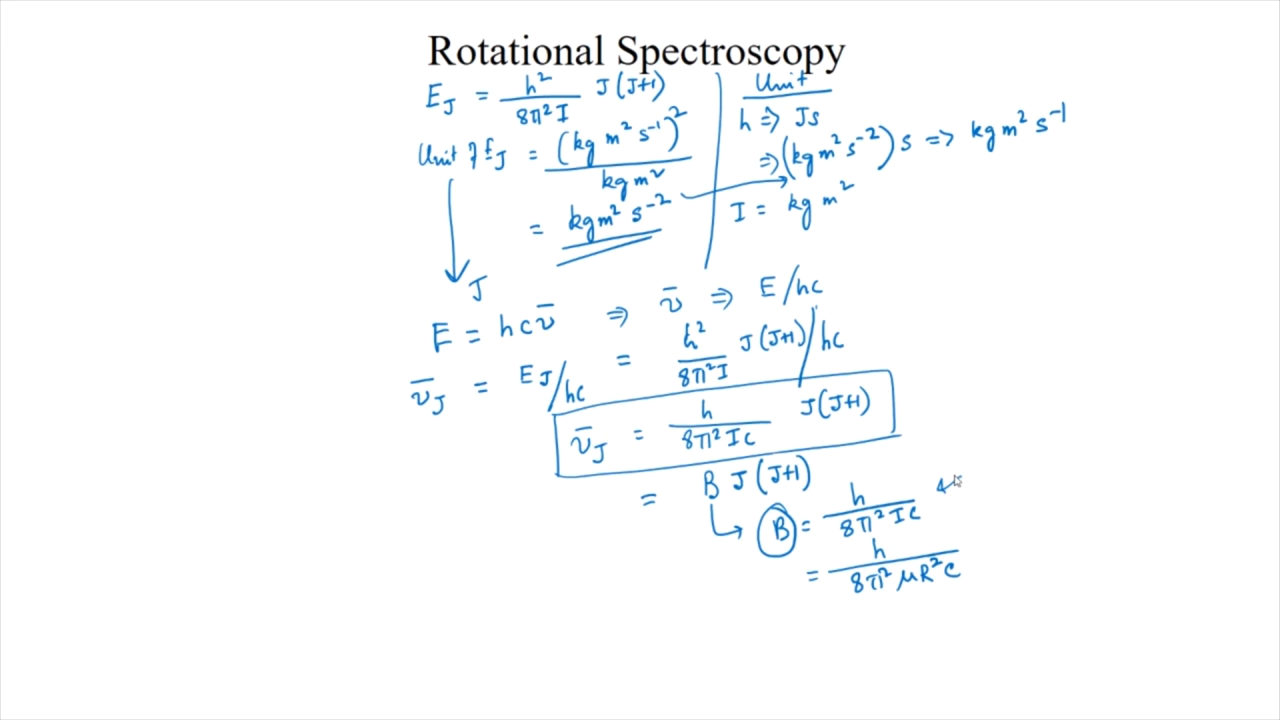 Rotational Spectroscopy
E_J = h²/8π²I J(J+1)
Unit of E_J = (kg m² s⁻¹)²/kg m²
= kg m² s⁻²
J
Unit
h ⇒ Js
⇒ (kg m² s⁻²) s ⇒ kg m² s⁻¹
I = kg m²
E = hcν̄ ⇒ ν̄ ⇒ E/hc
ν̄_J = E_J/hc = h²/8π²I J(J+1)/hc
ν̄_J = h/8π²Ic J(J+1)
= B J(J+1)
↳ B = h/8π²Ic
= h/8π²μR²c